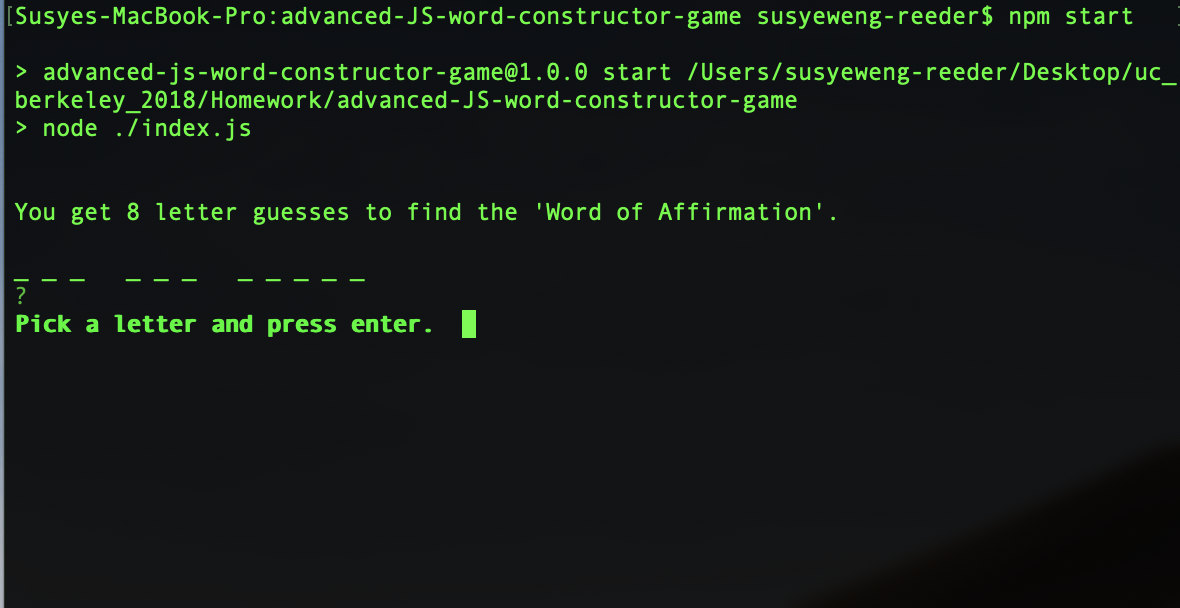 [Susyes-MacBook-Pro:advanced-JS-word-constructor-game susyeweng-reeder$ npm start ]
> advanced-js-word-constructor-game@1.0.0 start /Users/susyeweng-reeder/Desktop/uc_
berkeley_2018/Homework/advanced-JS-word-constructor-game
> node ./index.js
You get 8 letter guesses to find the 'Word of Affirmation'.
_ _ _   _ _ _   _ _ _ _ _
?
Pick a letter and press enter.